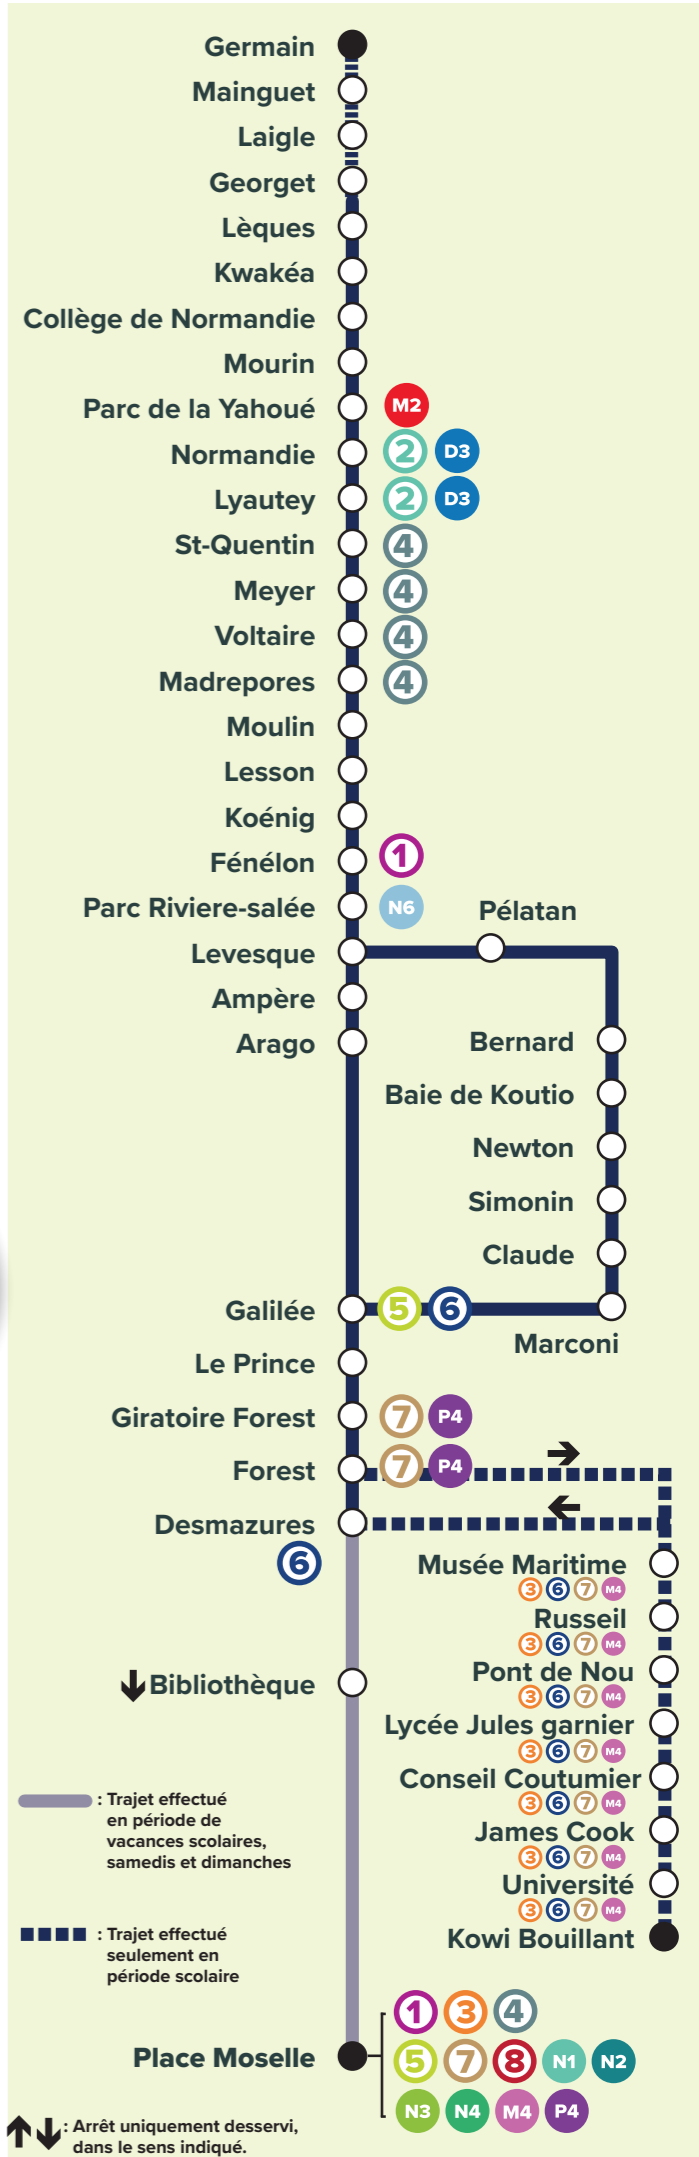 Germain
Mainguet
Laigle
Georget
Lèques
Kwakéa
Collège de Normandie
Mourin
Parc de la Yahoué M2
Normandie 2 D3
Lyautey 2 D3
St-Quentin 4
Meyer 4
Voltaire 4
Madrepores 4
Moulin
Lesson
Koénig
Fénélon 1
Parc Riviere-salée N6
Pélatan
Levesque
Ampère
Arago
Bernard
Baie de Koutio
Newton
Simonin
Claude
Galilée 5 6
Marconi
Le Prince
Giratoire Forest 7 P4
Forest 7 P4
Desmazures
6
Musée Maritime
3 6 7 M4
Russeil
3 6 7 M4
Pont de Nou
3 6 7 M4
Lycée Jules garnier
3 6 7 M4
Conseil Coutumier
3 6 7 M4
James Cook
3 6 7 M4
Université
3 6 7 M4
Kowi Bouillant
↓Bibliothèque
: Trajet effectué
en période de
vacances scolaires,
samedis et dimanches
: Trajet effectué
seulement en
période scolaire
Place Moselle
1 3 4
5 7 8 N1 N2
N3 N4 M4 P4
↑↓: Arrêt uniquement desservi,
dans le sens indiqué.